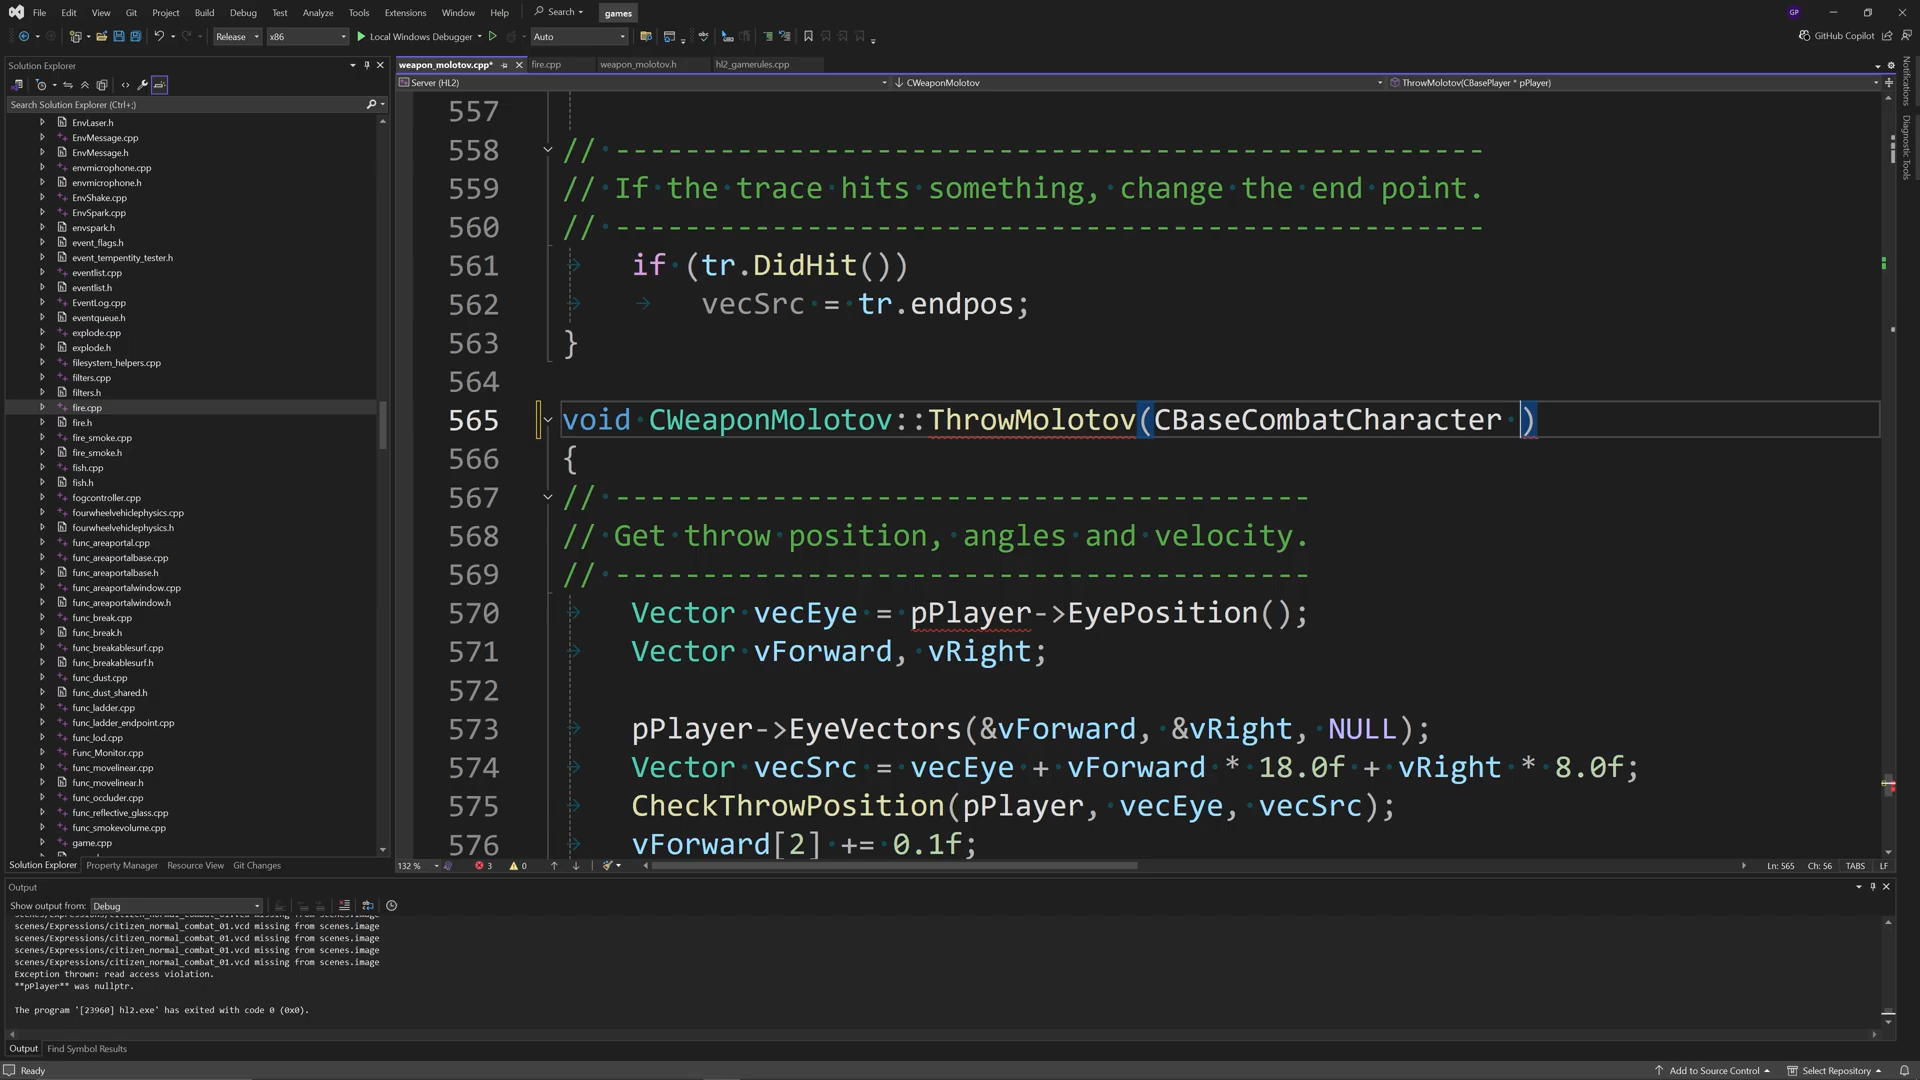 File Edit View Git Project Build Debug Test Analyze Tools Extensions Window Help Search games GP
Release x86 Local Windows Debugger Auto GitHub Copilot
Solution Explorer
weapon_molotov.cpp* fire.cpp weapon_molotov.h hl2_gamerules.cpp
Server (HL2) CWeaponMolotov ThrowMolotov(CBasePlayer * pPlayer)
Search Solution Explorer (Ctrl+;)
EnvLaser.h
EnvMessage.cpp
EnvMessage.h
envmicrophone.cpp
envmicrophone.h
EnvShake.cpp
EnvSpark.cpp
envspark.h
event_flags.h
event_tempentity_tester.h
eventlist.cpp
eventlist.h
EventLog.cpp
eventqueue.h
explode.cpp
explode.h
filesystem_helpers.cpp
filters.cpp
filters.h
fire.cpp
fire.h
fire_smoke.cpp
fire_smoke.h
fish.cpp
fish.h
fogcontroller.cpp
fourwheelvehiclephysics.cpp
fourwheelvehiclephysics.h
func_areaportal.cpp
func_areaportalbase.cpp
func_areaportalbase.h
func_areaportalwindow.cpp
func_areaportalwindow.h
func_break.cpp
func_break.h
func_breakablesurf.cpp
func_breakablesurf.h
func_dust.cpp
func_dust_shared.h
func_ladder.cpp
func_ladder_endpoint.cpp
func_lod.cpp
Func_Monitor.cpp
func_movelinear.cpp
func_movelinear.h
func_occluder.cpp
func_reflective_glass.cpp
func_smokevolume.cpp
game.cpp
Solution Explorer Property Manager Resource View Git Changes
557
558 // --------------------------------------------------
559 // If the trace hits something, change the end point.
560 // --------------------------------------------------
561 if (tr.DidHit())
562 vecSrc = tr.endpos;
563 }
564
565 void CWeaponMolotov::ThrowMolotov(CBaseCombatCharacter )
566 {
567 // ----------------------------------------
568 // Get throw position, angles and velocity.
569 // ----------------------------------------
570 Vector vecEye = pPlayer->EyePosition();
571 Vector vForward, vRight;
572
573 pPlayer->EyeVectors(&vForward, &vRight, NULL);
574 Vector vecSrc = vecEye + vForward * 18.0f + vRight * 8.0f;
575 CheckThrowPosition(pPlayer, vecEye, vecSrc);
576 vForward[2] += 0.1f;
132 % 3 0 Ln: 565 Ch: 56 TABS LF
Notifications
Diagnostic Tools
Output
Show output from: Debug
scenes/Expressions/citizen_normal_combat_01.vcd missing from scenes.image
scenes/Expressions/citizen_normal_combat_01.vcd missing from scenes.image
scenes/Expressions/citizen_normal_combat_01.vcd missing from scenes.image
scenes/Expressions/citizen_normal_combat_01.vcd missing from scenes.image
scenes/Expressions/citizen_normal_combat_01.vcd missing from scenes.image
Exception thrown: read access violation.
**pPlayer** was nullptr.
The program '[23960] hl2.exe' has exited with code 0 (0x0).
Output Find Symbol Results
Ready Add to Source Control Select Repository